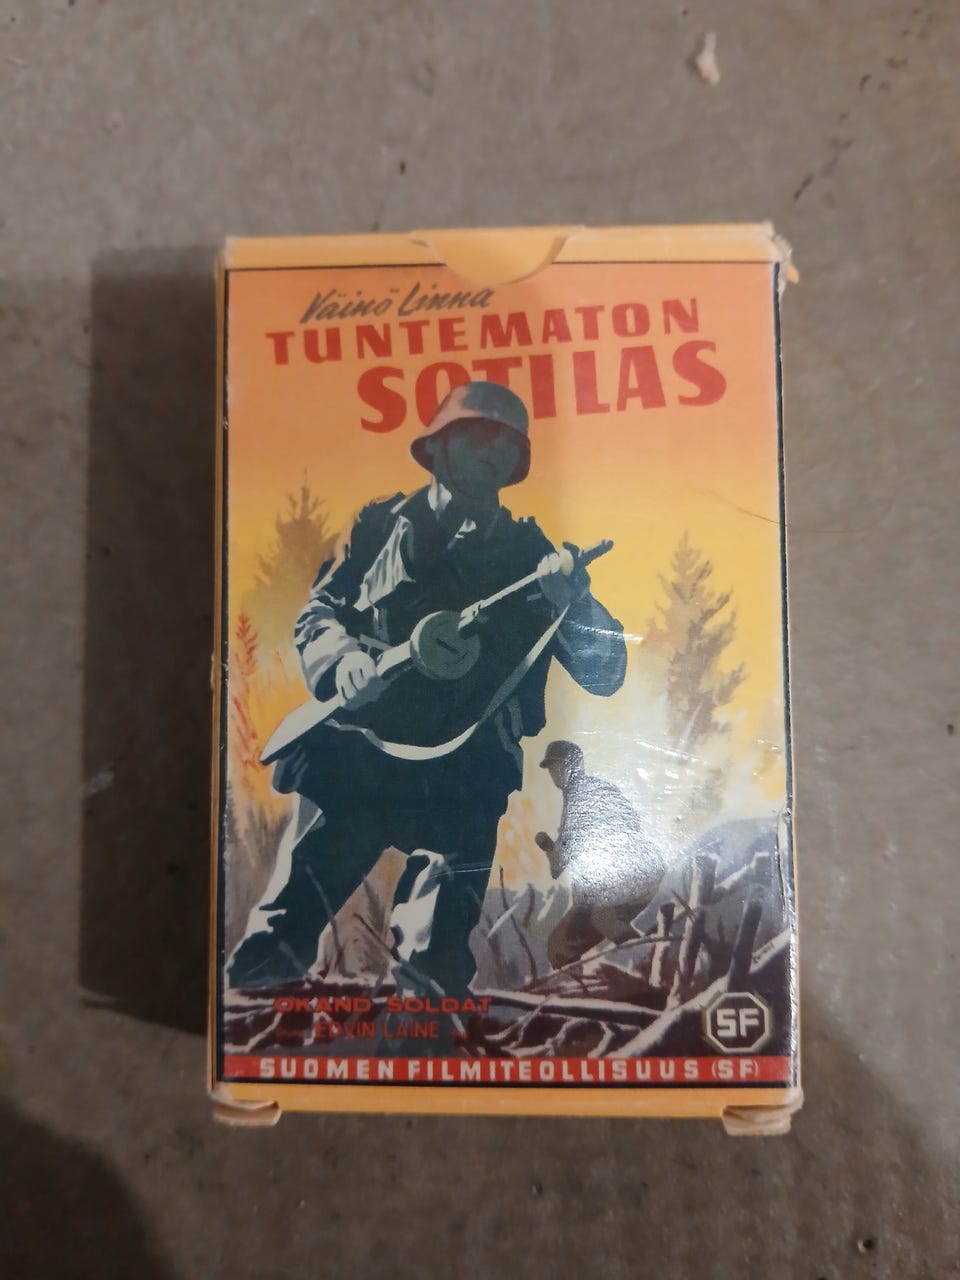 Väinö Linna
TUNTEMATON
SOTILAS
OKÄND SOLDAT
EDVIN LAINE
SF
SUOMEN FILMITEOLLISUUS (SF)